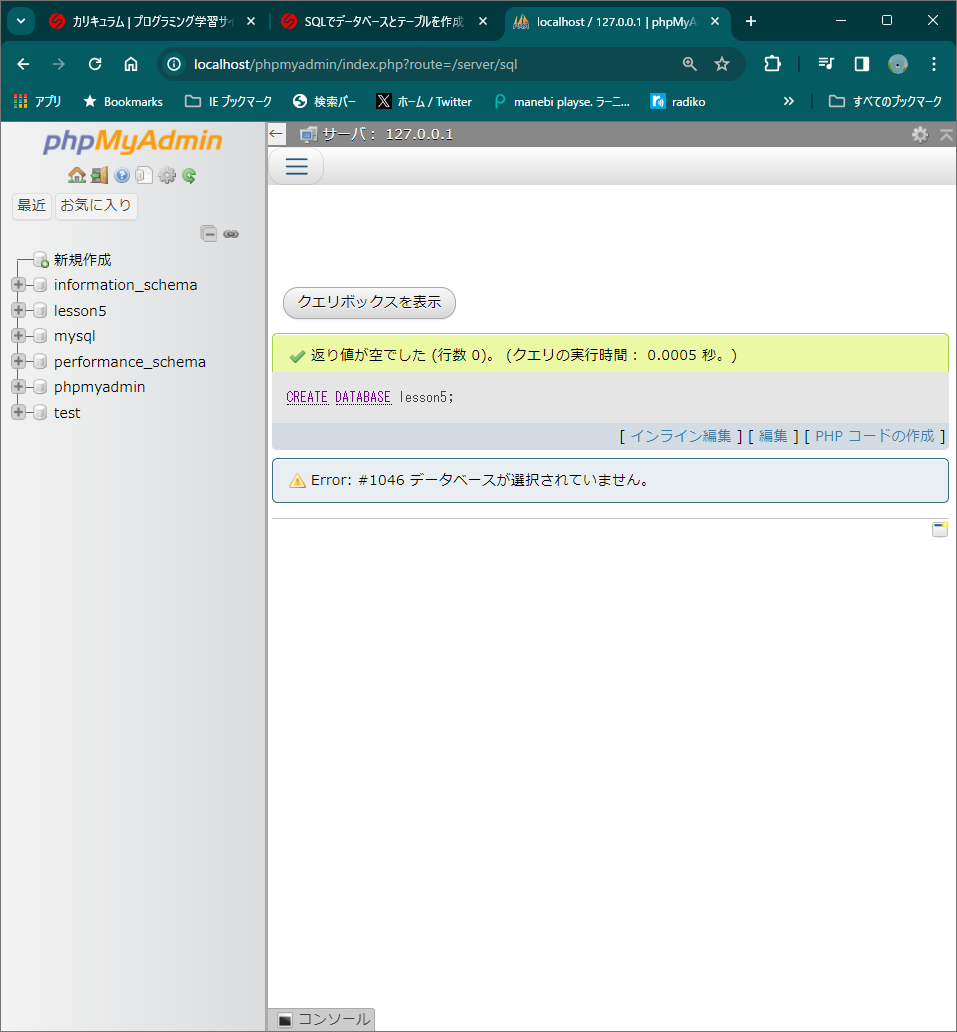 カリキュラム | プログラミング学習サイ
SQLでデータベースとテーブルを作成
localhost / 127.0.0.1 | phpMyA
localhost/phpmyadmin/index.php?route=/server/sql
アプリ
Bookmarks
IE ブックマーク
検索バー
ホーム / Twitter
manebi playse. ラーニ...
radiko
»
すべてのブックマーク
phpMyAdmin
最近
お気に入り
新規作成
information_schema
lesson5
mysql
performance_schema
phpmyadmin
test
サーバ: 127.0.0.1
クエリボックスを表示
返り値が空でした (行数 0)。 (クエリの実行時間: 0.0005 秒。)
CREATE DATABASE lesson5;
[ インライン編集 ] [ 編集 ] [ PHP コードの作成 ]
Error: #1046 データベースが選択されていません。
コンソール